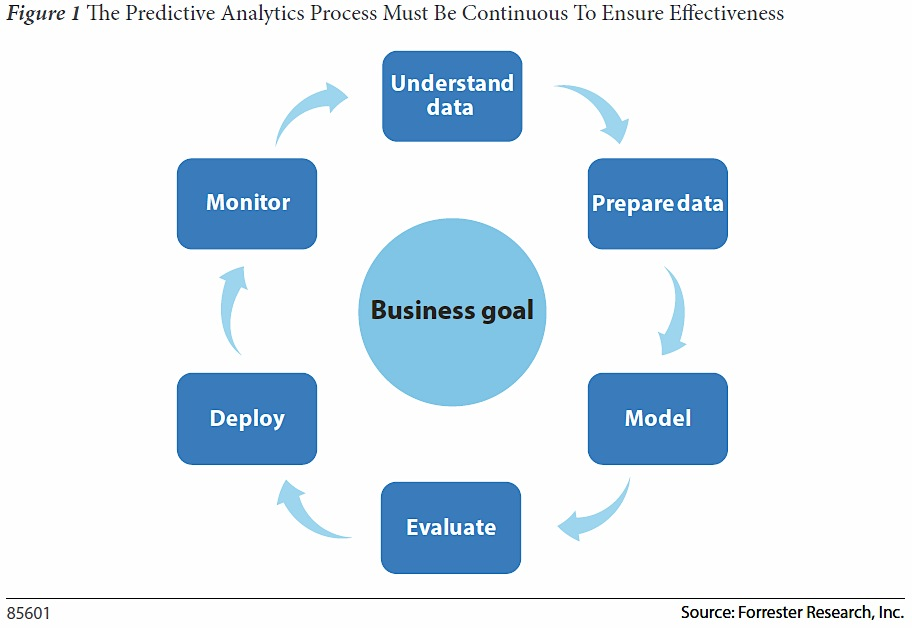 Figure 1 The Predictive Analytics Process Must Be Continuous To Ensure Effectiveness
Understand
data
Prepare data
Model
Evaluate
Deploy
Monitor
Business goal
85601
Source: Forrester Research, Inc.